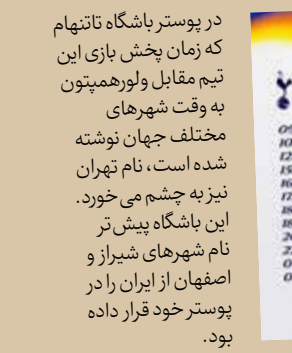 در پوستر باشگاه تاتنهام
که زمان پخش بازی این
تیم مقابل ولورهمپتون
به وقت شهرهای
مختلف جهان نوشته
شده است، نام تهران
نیز به چشم می‌خورد.
این باشگاه پیش‌تر
نام شهرهای شیراز و
اصفهان از ایران را در
پوستر خود قرار داده
بود.